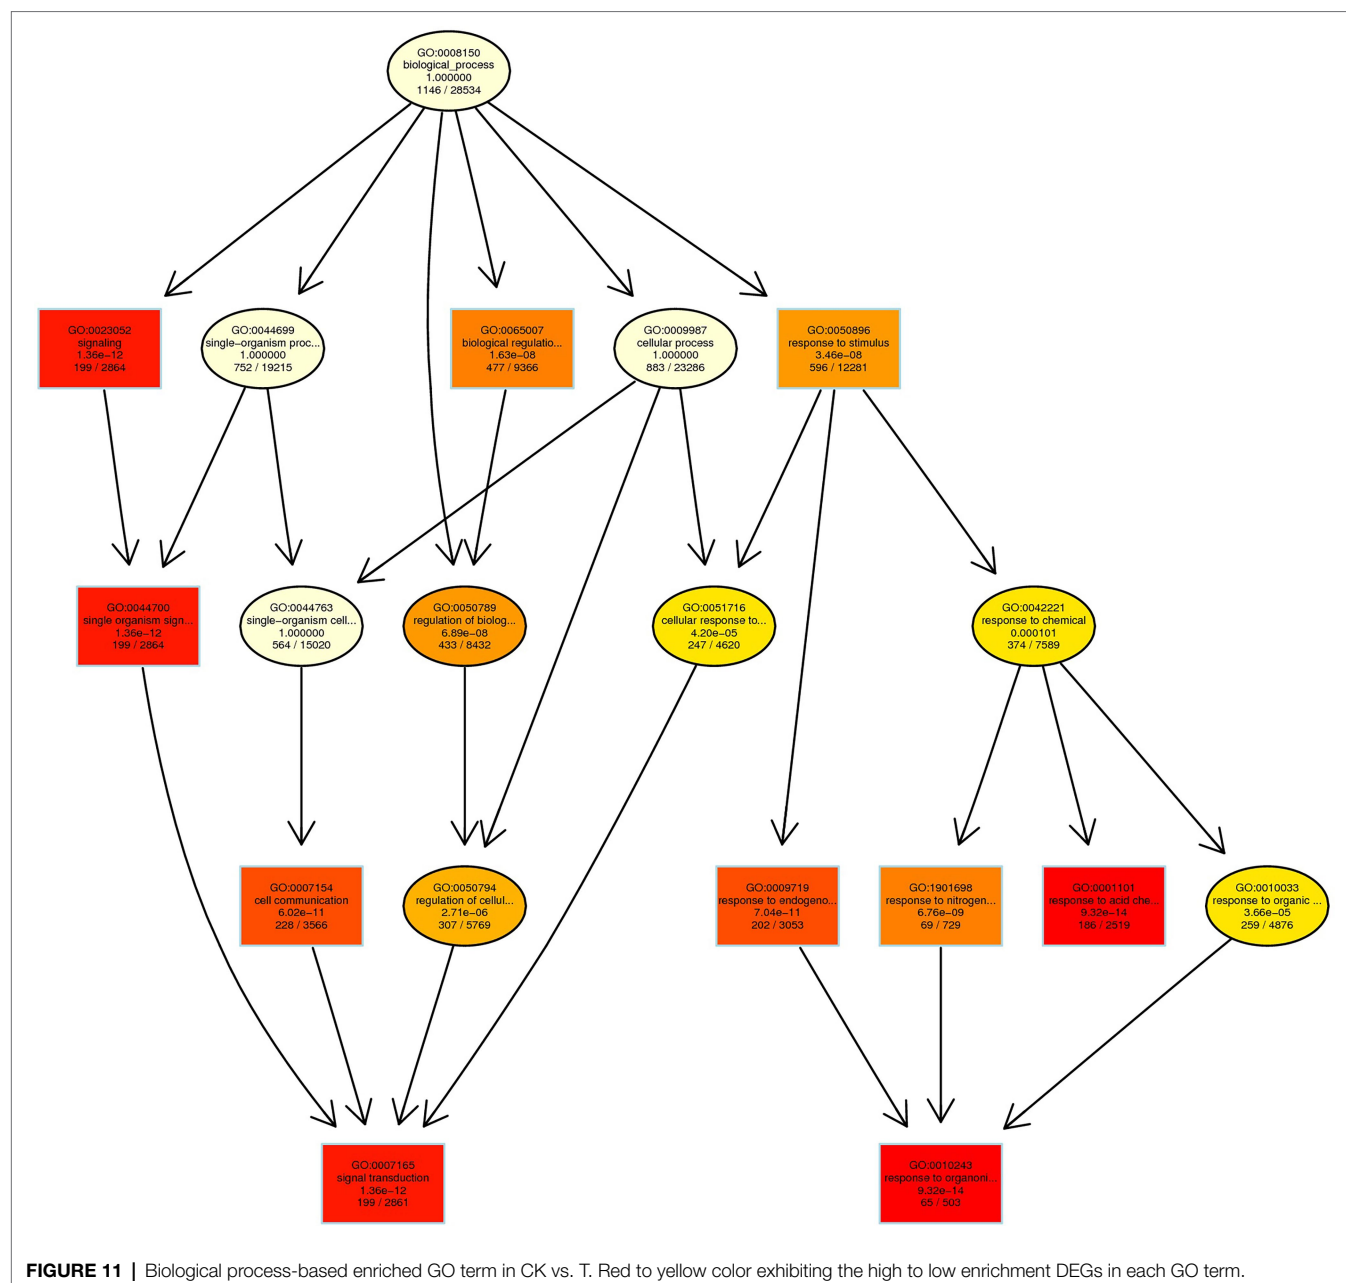 GO:0008150
biological_process
1.000000
1146 / 28534
GO:0023052
signaling
1.36e−12
199 / 2864
GO:0044699
single−organism proc...
1.000000
752 / 19215
GO:0065007
biological regulatio...
1.63e−08
477 / 9366
GO:0009987
cellular process
1.000000
883 / 23286
GO:0050896
response to stimulus
3.46e−08
596 / 12281
GO:0044700
single organism sign...
1.36e−12
199 / 2864
GO:0044763
single−organism cell...
1.000000
564 / 15020
GO:0050789
regulation of biolog...
6.89e−08
433 / 8432
GO:0051716
cellular response to...
4.20e−05
247 / 4620
GO:0042221
response to chemical
0.000101
374 / 7589
GO:0007154
cell communication
6.02e−11
228 / 3566
GO:0050794
regulation of cellul...
2.71e−06
307 / 5769
GO:0009719
response to endogeno...
7.04e−11
202 / 3053
GO:1901698
response to nitrogen...
6.76e−09
69 / 729
GO:0001101
response to acid che...
9.32e−14
186 / 2519
GO:0010033
response to organic ...
3.66e−05
259 / 4876
GO:0007165
signal transduction
1.36e−12
199 / 2861
GO:0010243
response to organoni...
9.32e−14
65 / 503
FIGURE 11 | Biological process-based enriched GO term in CK vs. T. Red to yellow color exhibiting the high to low enrichment DEGs in each GO term.